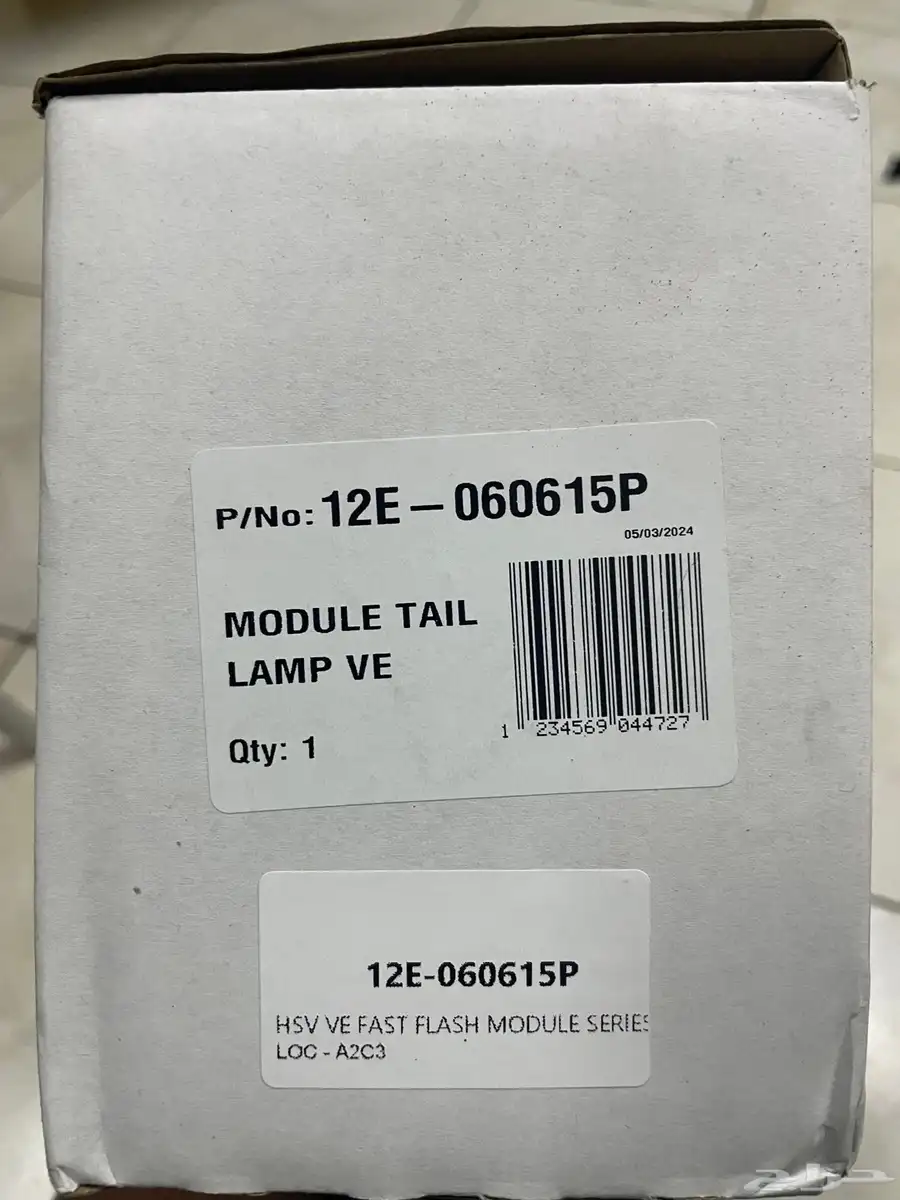 P/No: 12E-060615P
05/03/2024
MODULE TAIL
LAMP VE
1 234569 044727
Qty: 1
12E-060615P
HSV VE FAST FLASH MODULE SERIES
LOC - A2C3
حراج